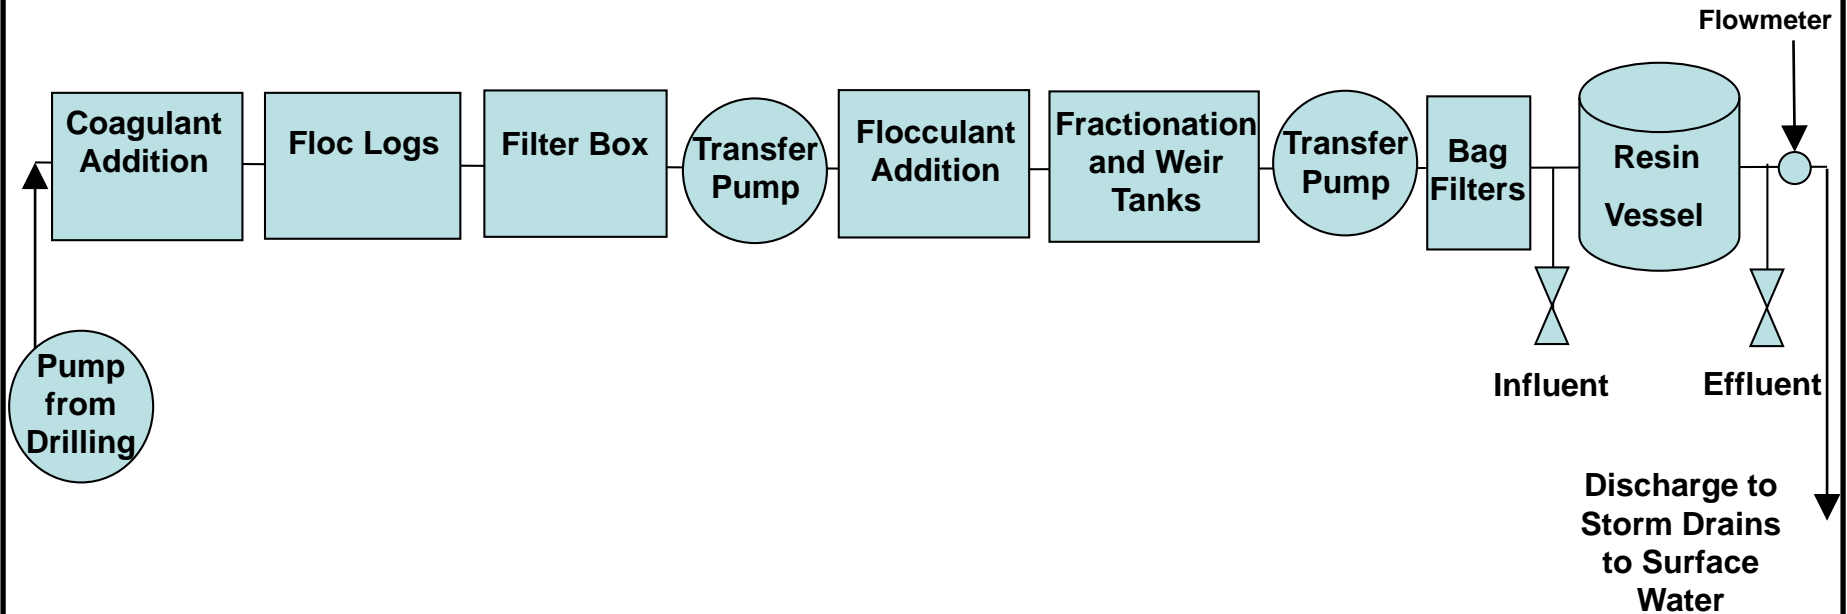 Flowmeter
Coagulant
Addition
Floc Logs
Filter Box
Transfer
Pump
Flocculant
Addition
Fractionation
and Weir
Tanks
Transfer
Pump
Bag
Filters
Resin
Vessel
Pump
from
Drilling
Influent
Effluent
Discharge to
Storm Drains
to Surface
Water